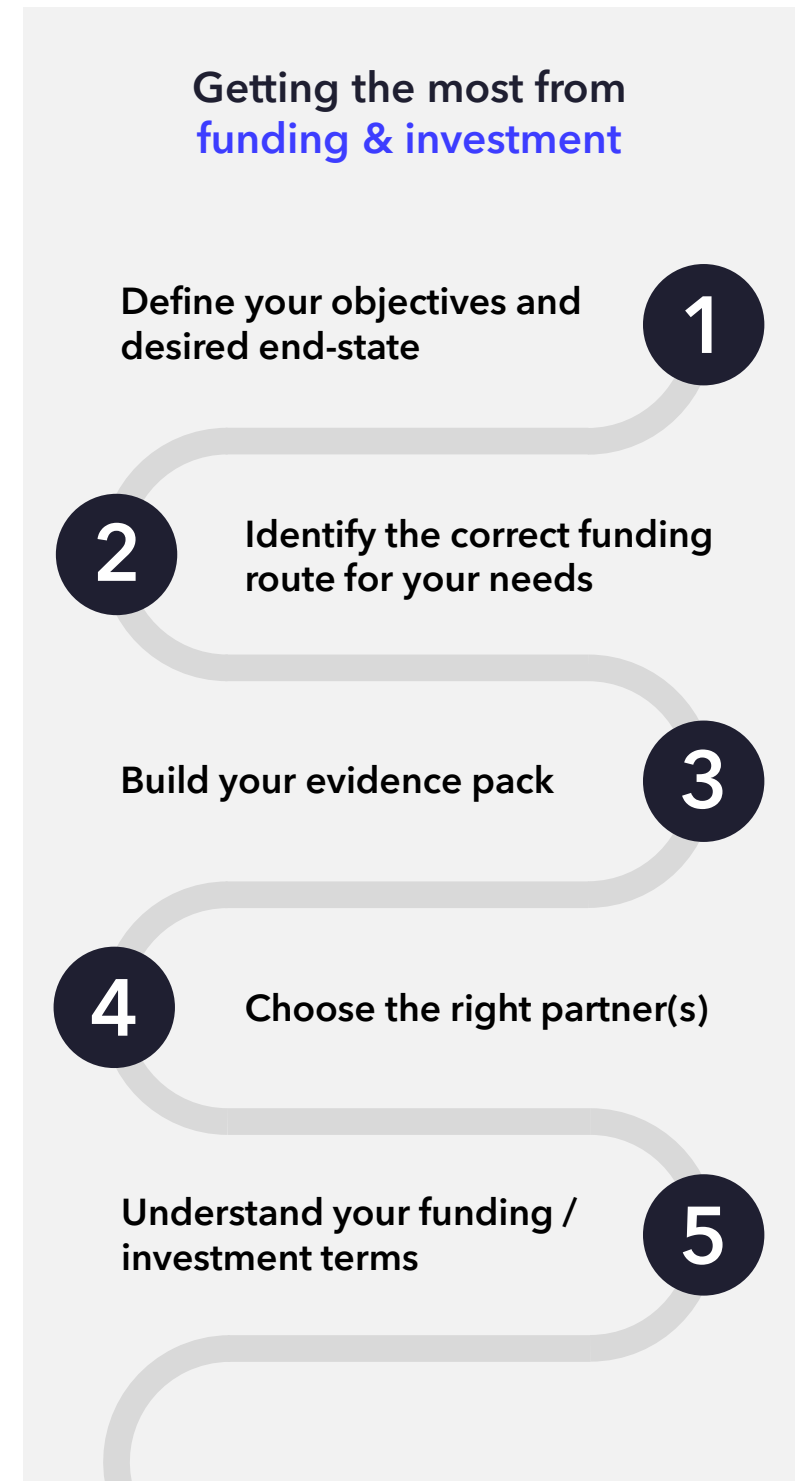 Getting the most from
funding & investment
Define your objectives and
desired end-state
1
2
Identify the correct funding
route for your needs
Build your evidence pack
3
4
Choose the right partner(s)
Understand your funding /
investment terms
5